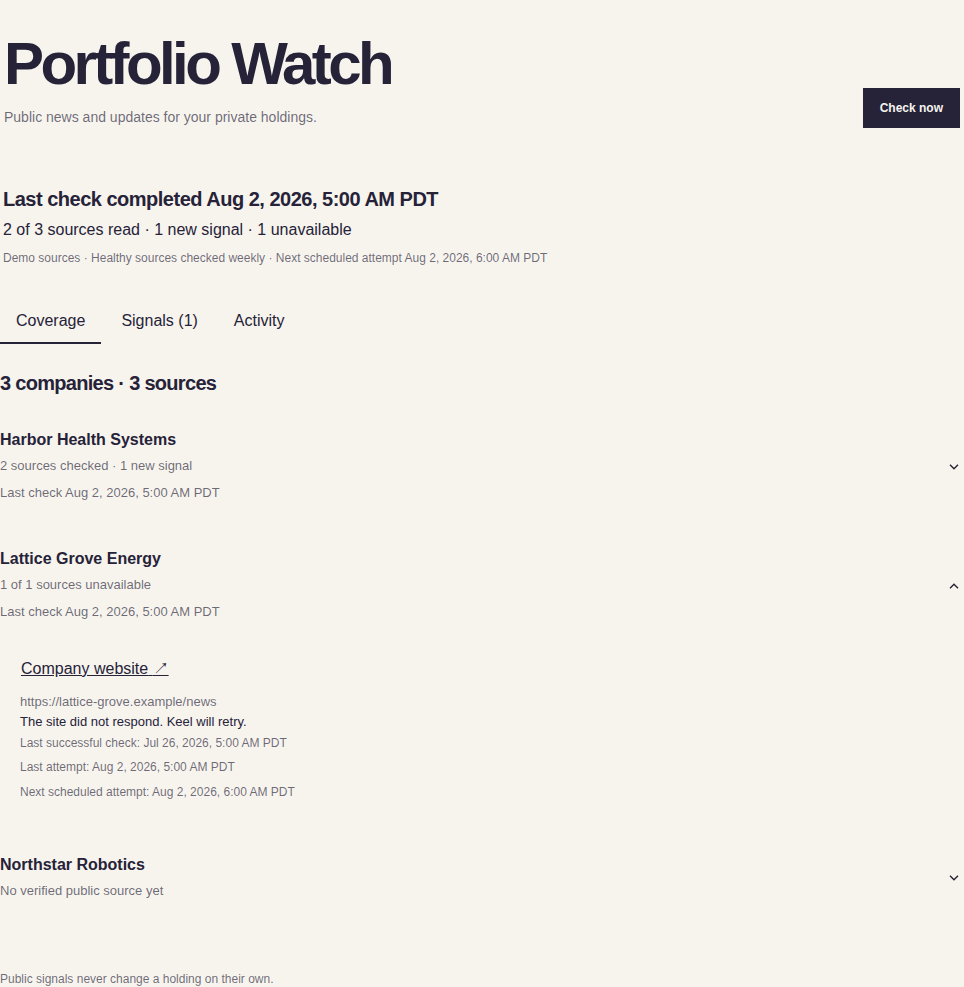 Portfolio Watch
Public news and updates for your private holdings.
Check now
Last check completed Aug 2, 2026, 5:00 AM PDT
2 of 3 sources read · 1 new signal · 1 unavailable
Demo sources · Healthy sources checked weekly · Next scheduled attempt Aug 2, 2026, 6:00 AM PDT
Coverage Signals (1) Activity
3 companies · 3 sources
Harbor Health Systems
2 sources checked · 1 new signal
Last check Aug 2, 2026, 5:00 AM PDT
Lattice Grove Energy
1 of 1 sources unavailable
Last check Aug 2, 2026, 5:00 AM PDT
Company website ↗
https://lattice-grove.example/news
The site did not respond. Keel will retry.
Last successful check: Jul 26, 2026, 5:00 AM PDT
Last attempt: Aug 2, 2026, 5:00 AM PDT
Next scheduled attempt: Aug 2, 2026, 6:00 AM PDT
Northstar Robotics
No verified public source yet
Public signals never change a holding on their own.